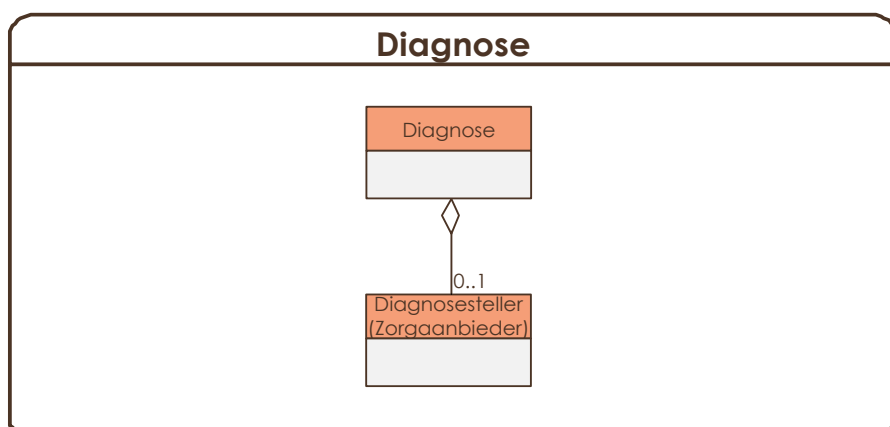 Diagnose
Diagnose
0..1
Diagnosesteller
(Zorgaanbieder)